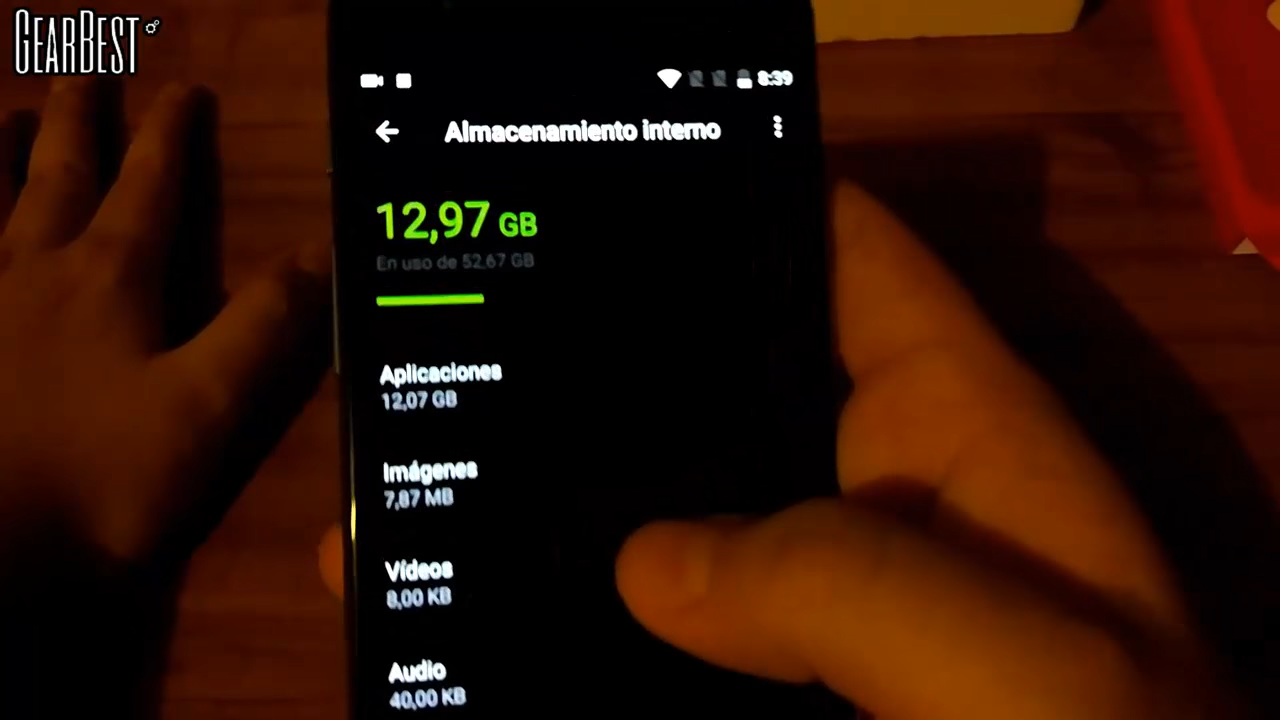 GEARBEST
8:39
Almacenamiento interno
12,97 GB
En uso de 52,67 GB
Aplicaciones
12,07 GB
Imágenes
7,87 MB
Vídeos
8,00 KB
Audio
40,00 KB